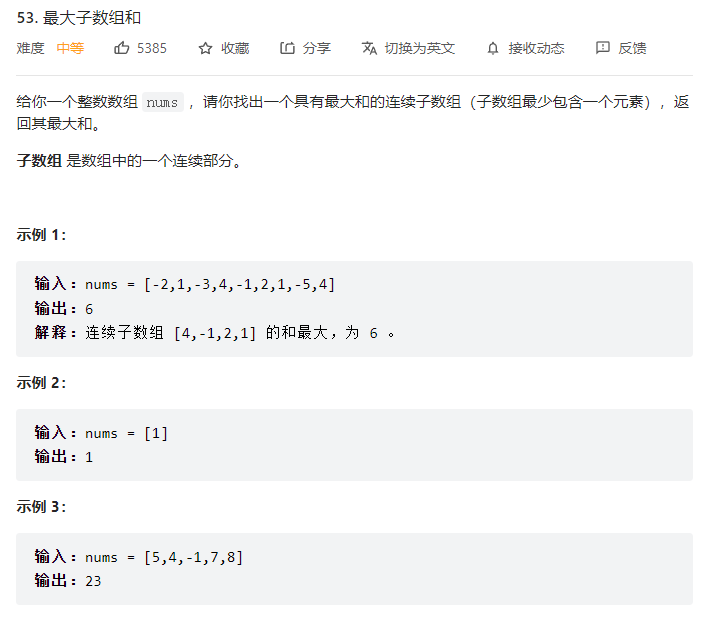 53. 最大子数组和
难度 中等 5385 收藏 分享 切换为英文 接收动态 反馈
给你一个整数数组 nums ，请你找出一个具有最大和的连续子数组（子数组最少包含一个元素），返
回其最大和。
子数组 是数组中的一个连续部分。
示例 1：
输入：nums = [-2,1,-3,4,-1,2,1,-5,4]
输出：6
解释：连续子数组 [4,-1,2,1] 的和最大，为 6 。
示例 2：
输入：nums = [1]
输出：1
示例 3：
输入：nums = [5,4,-1,7,8]
输出：23